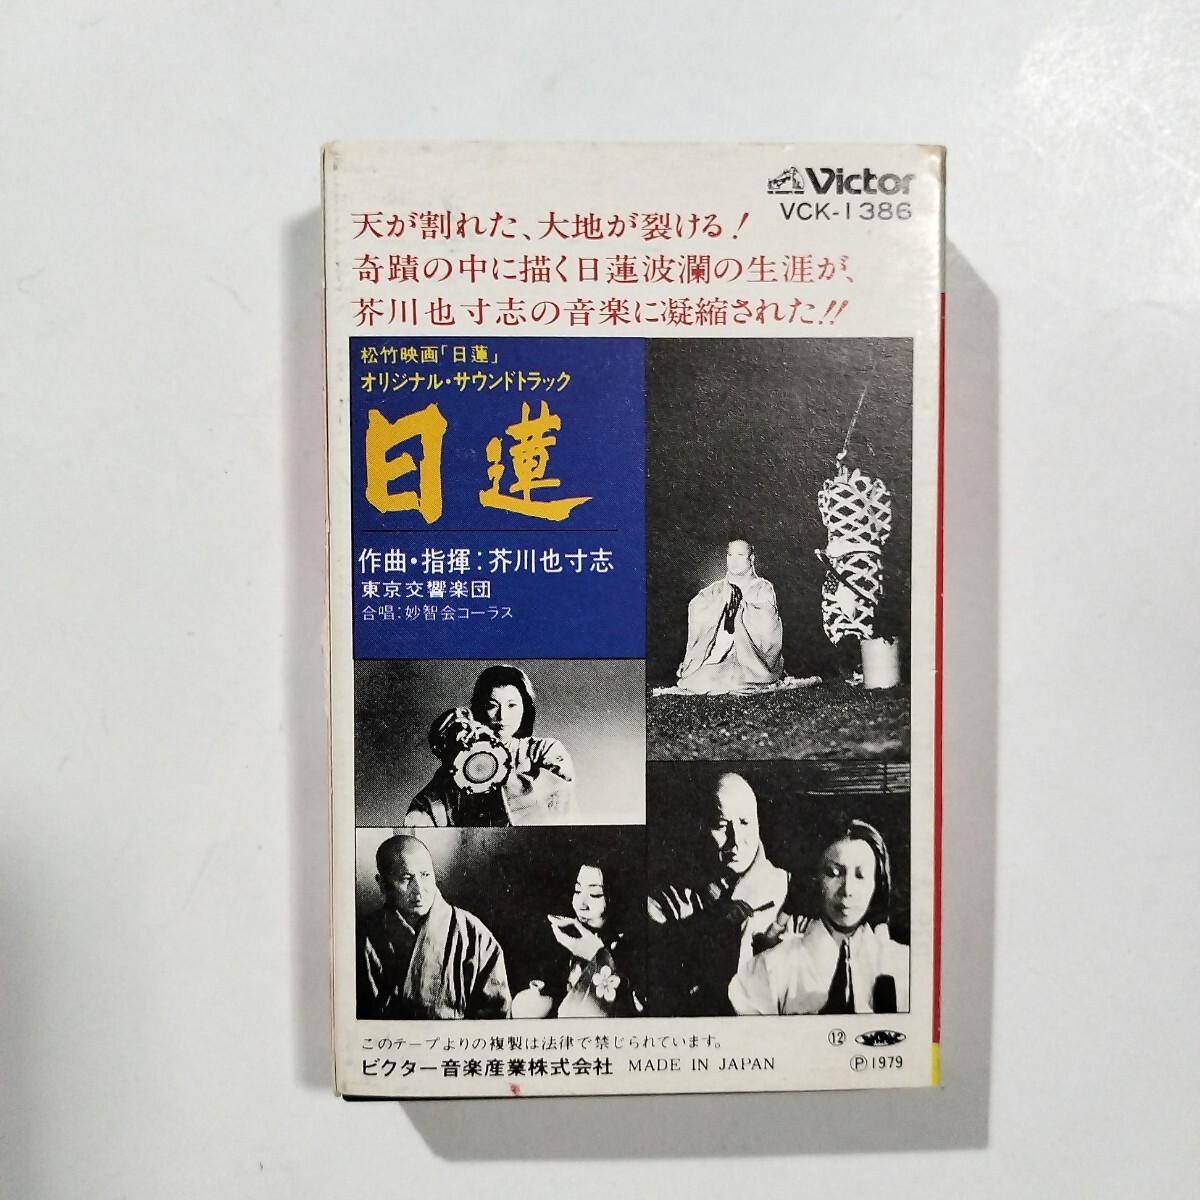 Victor
VCK-1386
天が割れた、大地が裂ける!
奇蹟の中に描く日蓮波瀾の生涯が、
芥川也寸志の音楽に凝縮された!!
松竹映画「日蓮」
オリジナル・サウンドトラック
日蓮
作曲・指揮:芥川也寸志
東京交響楽団
合唱:妙智会コーラス
このテープよりの複製は法律で禁じられています。
⑫
ビクター音楽産業株式会社 MADE IN JAPAN
Ⓟ1979